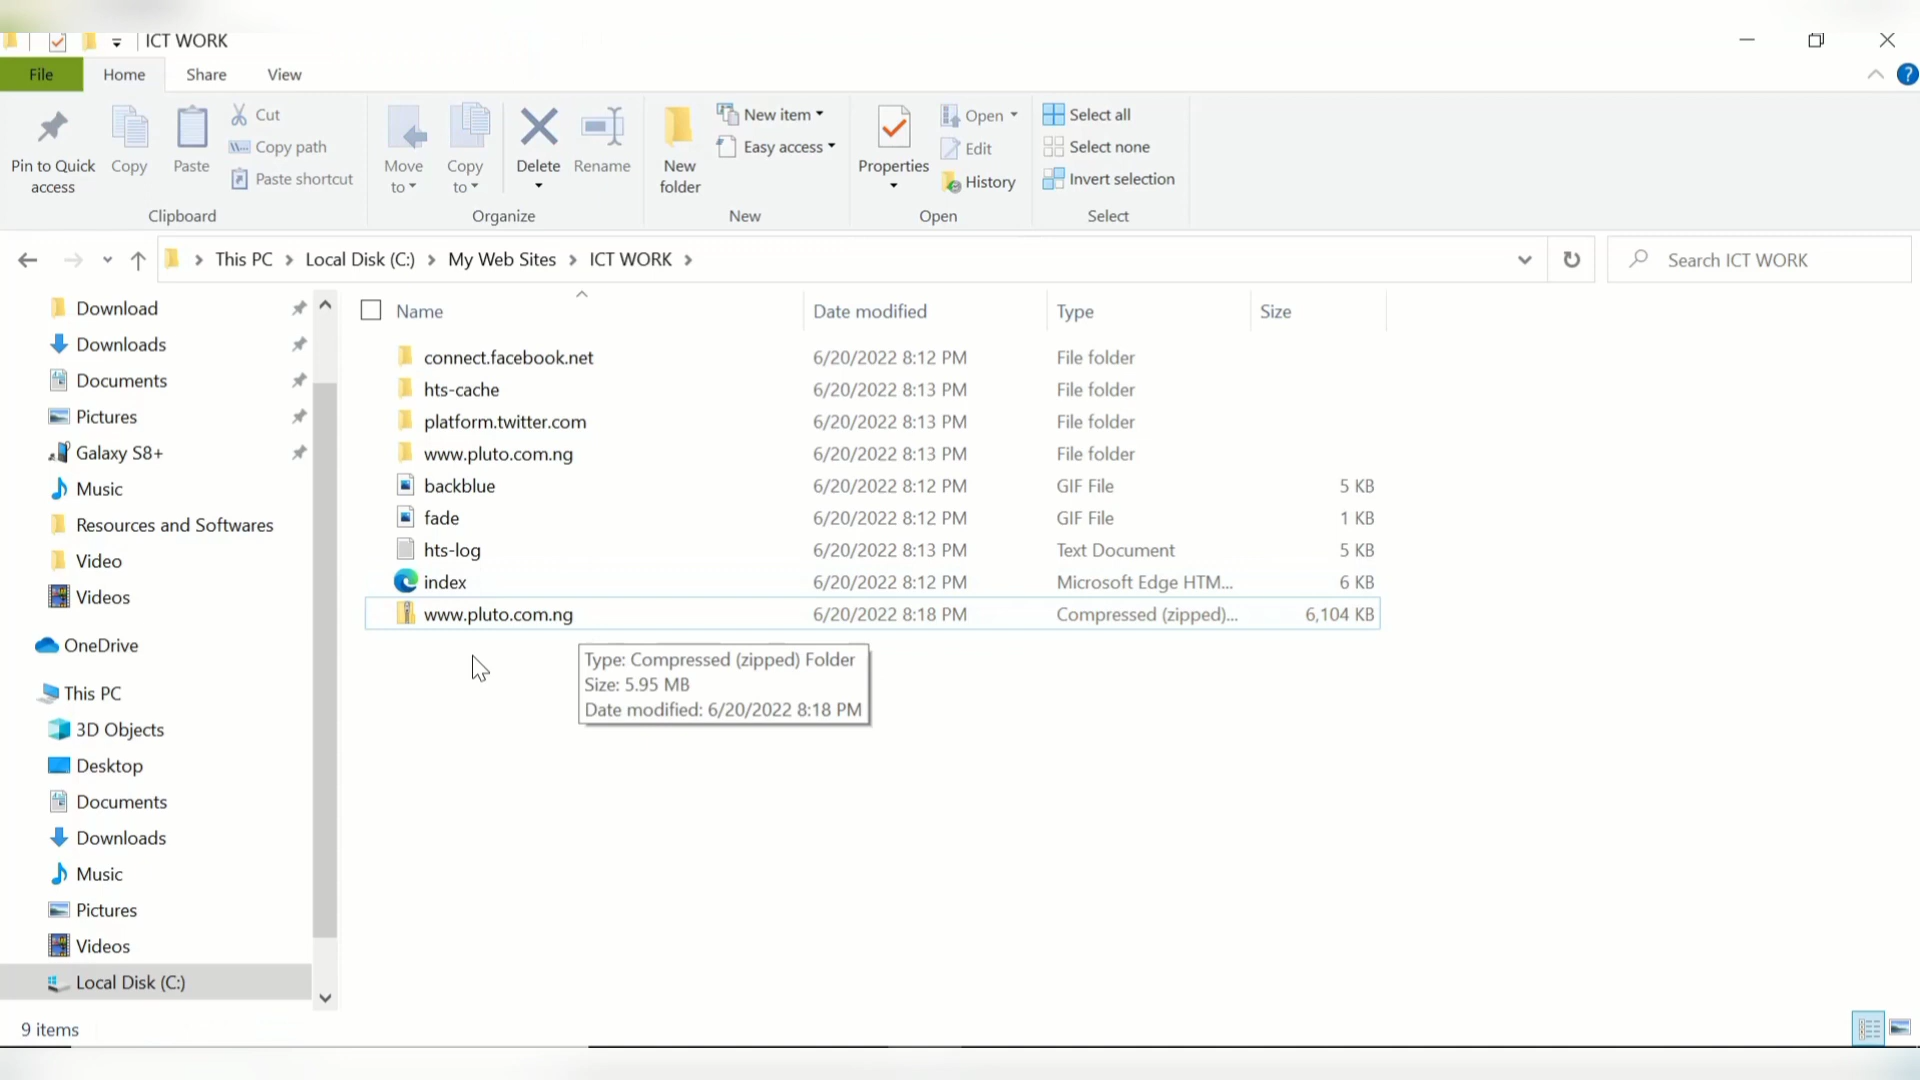 ICT WORK
File Home Share View
Pin to Quick access
Copy
Paste
Cut
Copy path
Paste shortcut
Clipboard
Move to
Copy to
Delete
Rename
Organize
New folder
New item
Easy access
New
Properties
Open
Edit
History
Open
Select all
Select none
Invert selection
Select
This PC > Local Disk (C:) > My Web Sites > ICT WORK >
Search ICT WORK
Download
Downloads
Documents
Pictures
Galaxy S8+
Music
Resources and Softwares
Video
Videos
OneDrive
This PC
3D Objects
Desktop
Documents
Downloads
Music
Pictures
Videos
Local Disk (C:)
Name Date modified Type Size
connect.facebook.net 6/20/2022 8:12 PM File folder
hts-cache 6/20/2022 8:13 PM File folder
platform.twitter.com 6/20/2022 8:13 PM File folder
www.pluto.com.ng 6/20/2022 8:13 PM File folder
backblue 6/20/2022 8:12 PM GIF File 5 KB
fade 6/20/2022 8:12 PM GIF File 1 KB
hts-log 6/20/2022 8:13 PM Text Document 5 KB
index 6/20/2022 8:12 PM Microsoft Edge HTM... 6 KB
www.pluto.com.ng 6/20/2022 8:18 PM Compressed (zipped)... 6,104 KB
Type: Compressed (zipped) Folder
Size: 5.95 MB
Date modified: 6/20/2022 8:18 PM
9 items